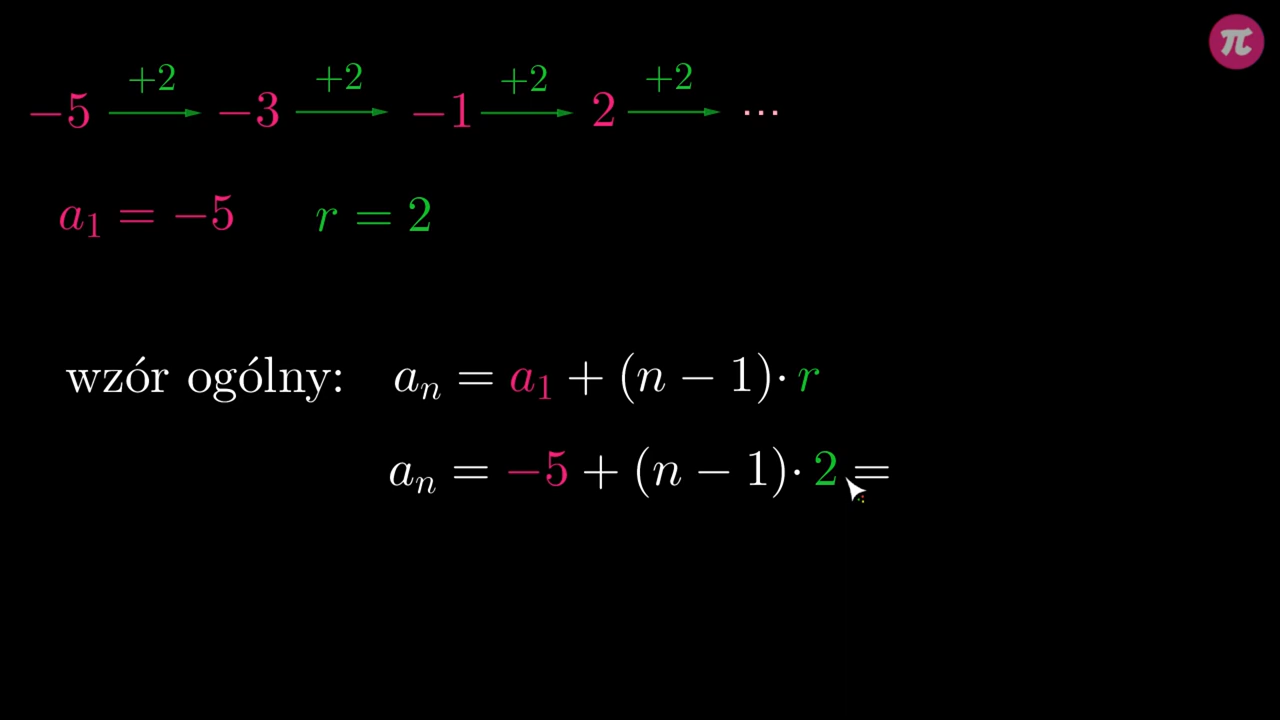 +2 +2 +2 +2
−5 → −3 → −1 → 2 → ...
a₁ = −5 r = 2
wzór ogólny: aₙ = a₁ + (n − 1) · r
aₙ = −5 + (n − 1) · 2 =
π